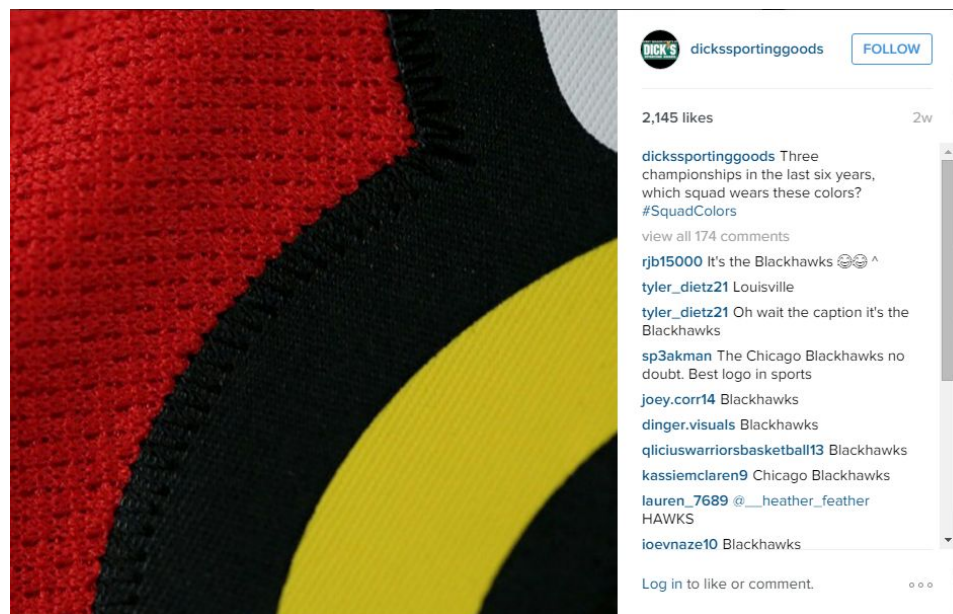 DICK'S
dickssportinggoods
FOLLOW
2,145 likes
2w
dickssportinggoods Three
championships in the last six years,
which squad wears these colors?
#SquadColors
view all 174 comments
rjb15000 It's the Blackhawks 😂😂 ^
tyler_dietz21 Louisville
tyler_dietz21 Oh wait the caption it's the
Blackhawks
sp3akman The Chicago Blackhawks no
doubt. Best logo in sports
joey.corr14 Blackhawks
dinger.visuals Blackhawks
qliciuswarriorsbasketball13 Blackhawks
kassiemclaren9 Chicago Blackhawks
lauren_7689 @__heather_feather
HAWKS
joeynaze10 Blackhawks
Log in to like or comment.